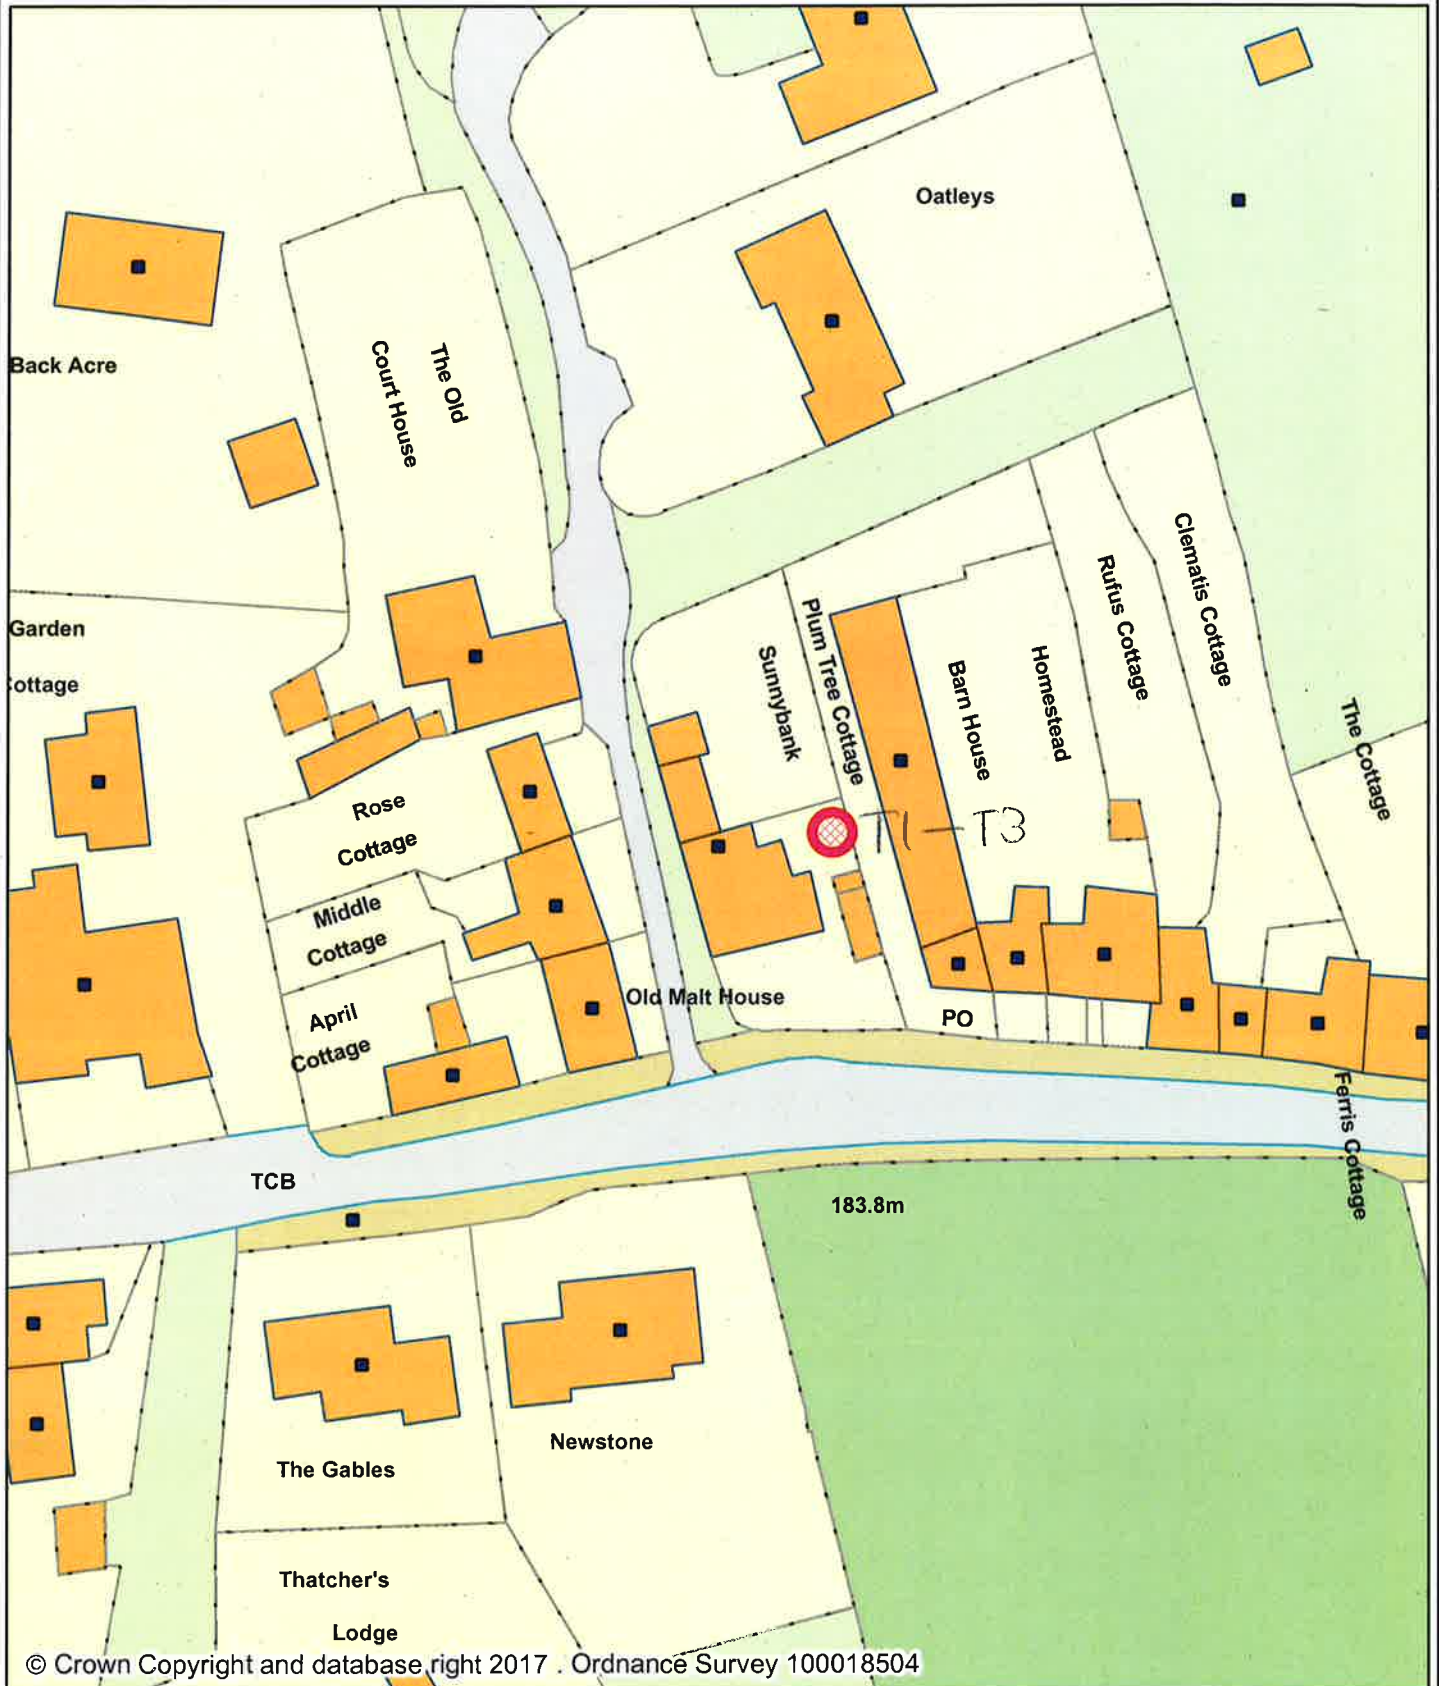 Oatleys
Back Acre
The Old
Court House
Garden
Cottage
Clematis Cottage
Rufus Cottage
Homestead
Barn House
Plum Tree Cottage
Sunnybank
The Cottage
Rose
Cottage
T1 - T3
Middle
Cottage
April
Cottage
Old Malt House
PO
Ferris Cottage
TCB
183.8m
Newstone
The Gables
Thatcher's
Lodge
© Crown Copyright and database right 2017 . Ordnance Survey 100018504